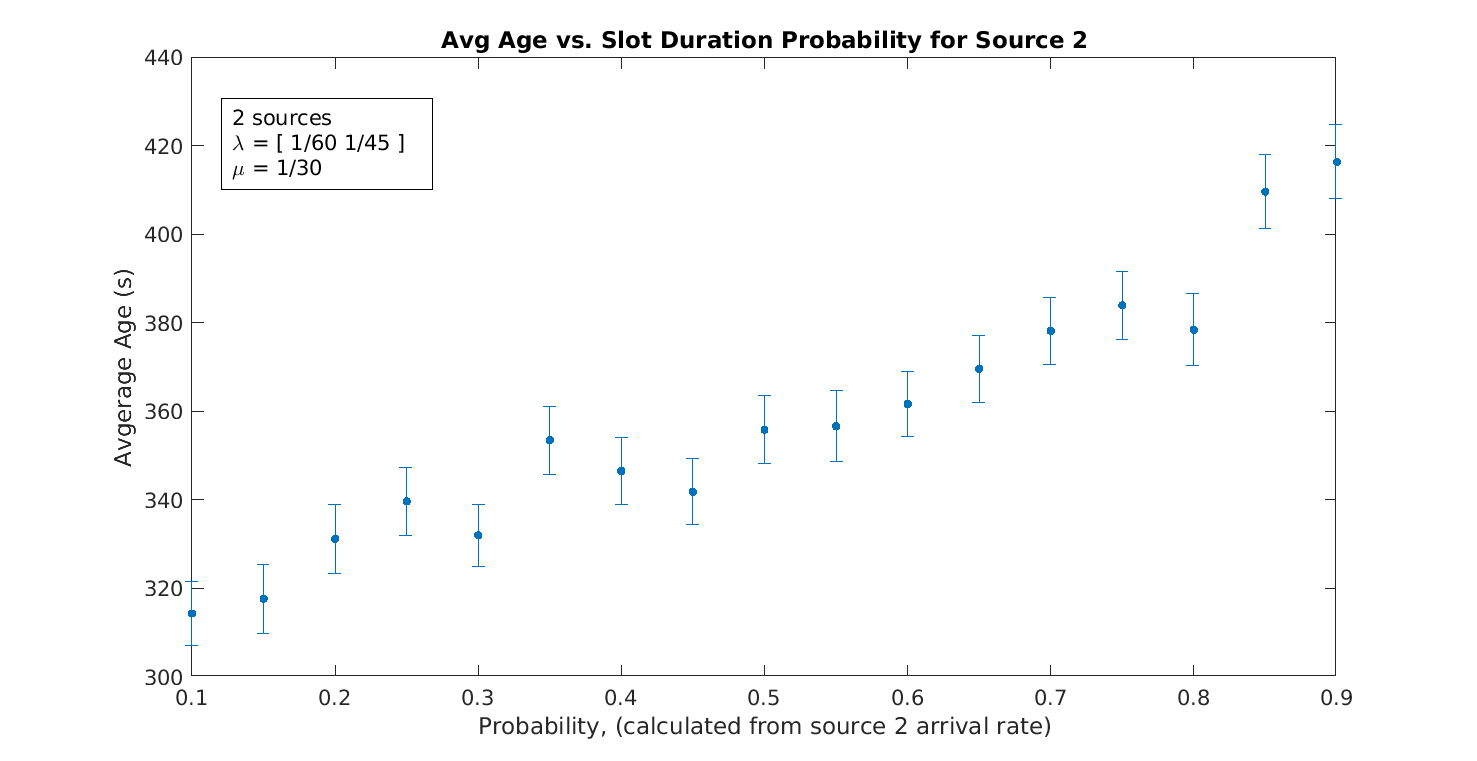 Avg Age vs. Slot Duration Probability for Source 2
440
420
400
380
360
340
320
300
2 sources
λ = [ 1/60 1/45 ]
μ = 1/30
Avgerage Age (s)
0.1 0.2 0.3 0.4 0.5 0.6 0.7 0.8 0.9
Probability, (calculated from source 2 arrival rate)